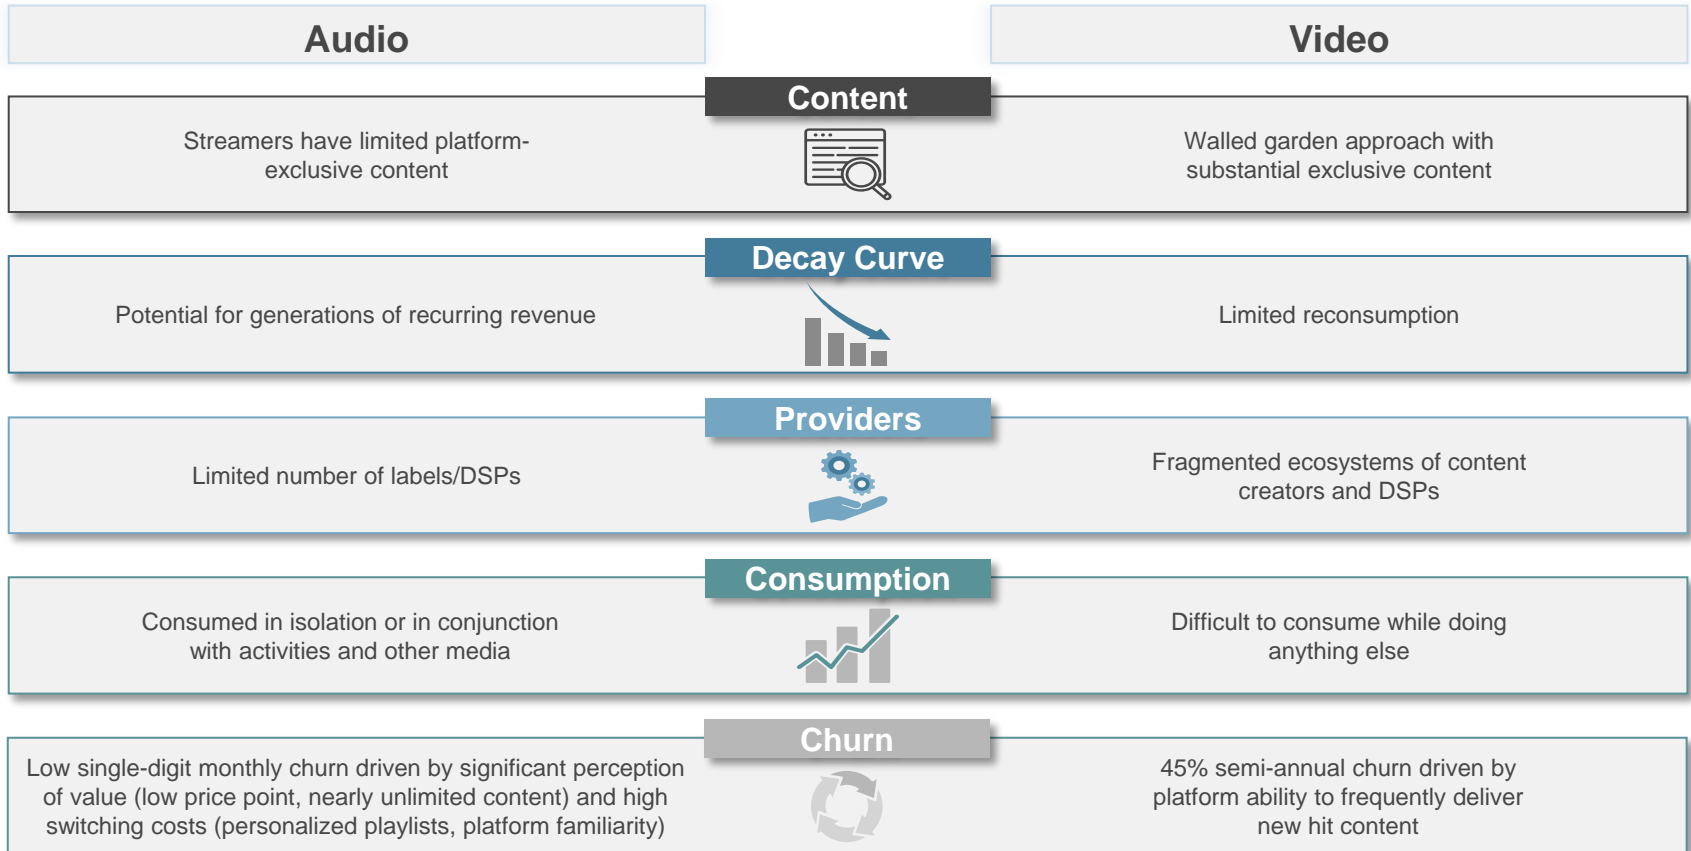 Audio
Video
Content
Streamers have limited platform-
exclusive content
Walled garden approach with
substantial exclusive content
Decay Curve
Potential for generations of recurring revenue
Limited reconsumption
Providers
Limited number of labels/DSPs
Fragmented ecosystems of content
creators and DSPs
Consumption
Consumed in isolation or in conjunction
with activities and other media
Difficult to consume while doing
anything else
Churn
Low single-digit monthly churn driven by significant perception
of value (low price point, nearly unlimited content) and high
switching costs (personalized playlists, platform familiarity)
45% semi-annual churn driven by
platform ability to frequently deliver
new hit content